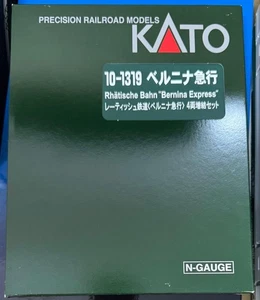 PRECISION RAILROAD MODELS
KATO
10-1319 ベルニナ急行
Rhätische Bahn "Bernina Express"
レーティッシュ鉄道〈ベルニナ急行〉4両増結セット
N-GAUGE